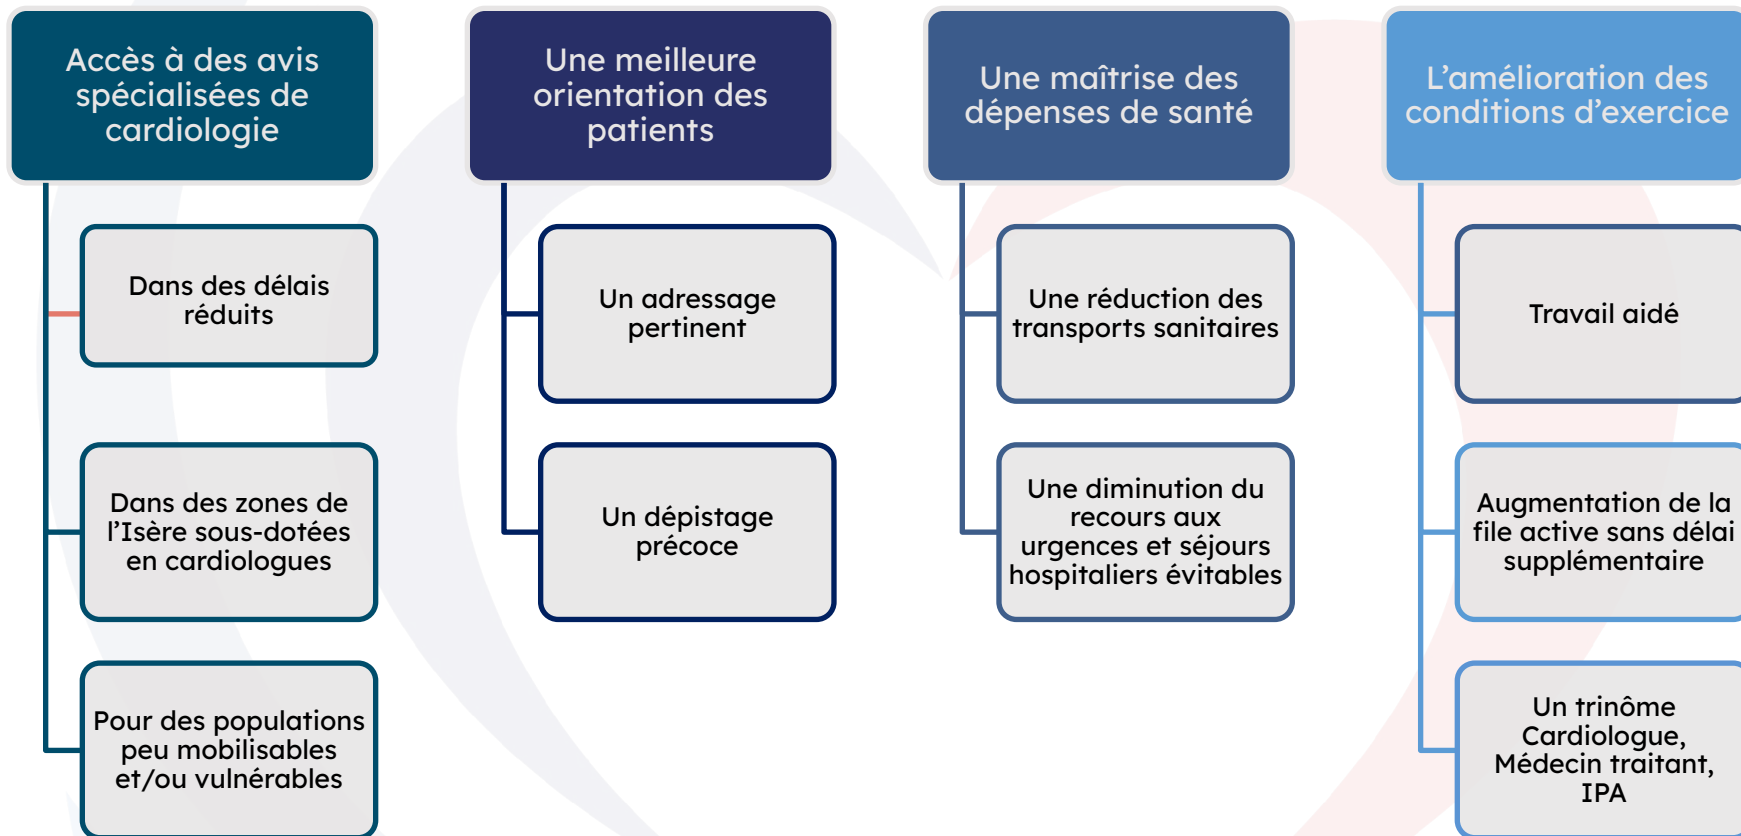 Accès à des avis
spécialisées de
cardiologie
Dans des délais
réduits
Dans des zones de
l’Isère sous-dotées
en cardiologues
Pour des populations
peu mobilisables
et/ou vulnérables
Une meilleure
orientation des
patients
Un adressage
pertinent
Un dépistage
précoce
Une maîtrise des
dépenses de santé
Une réduction des
transports sanitaires
Une diminution du
recours aux
urgences et séjours
hospitaliers évitables
L’amélioration des
conditions d’exercice
Travail aidé
Augmentation de la
file active sans délai
supplémentaire
Un trinôme
Cardiologue,
Médecin traitant,
IPA